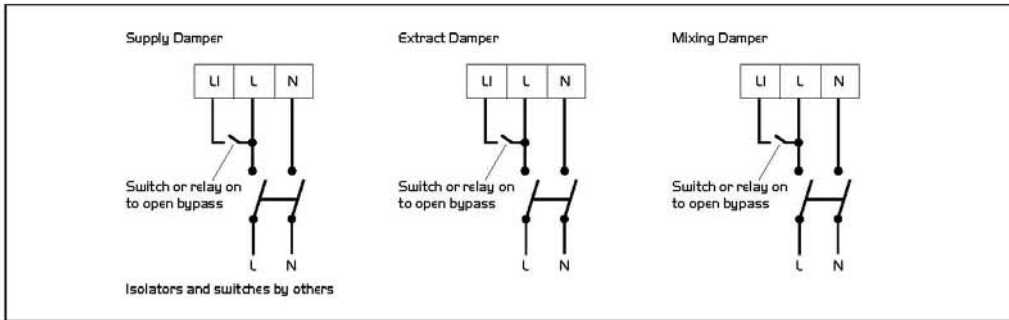 Supply Damper
Extract Damper
Mixing Damper
LI L N
LI L N
LI L N
Switch or relay on
to open bypass
Switch or relay on
to open bypass
Switch or relay on
to open bypass
L N
L N
L N
Isolators and switches by others